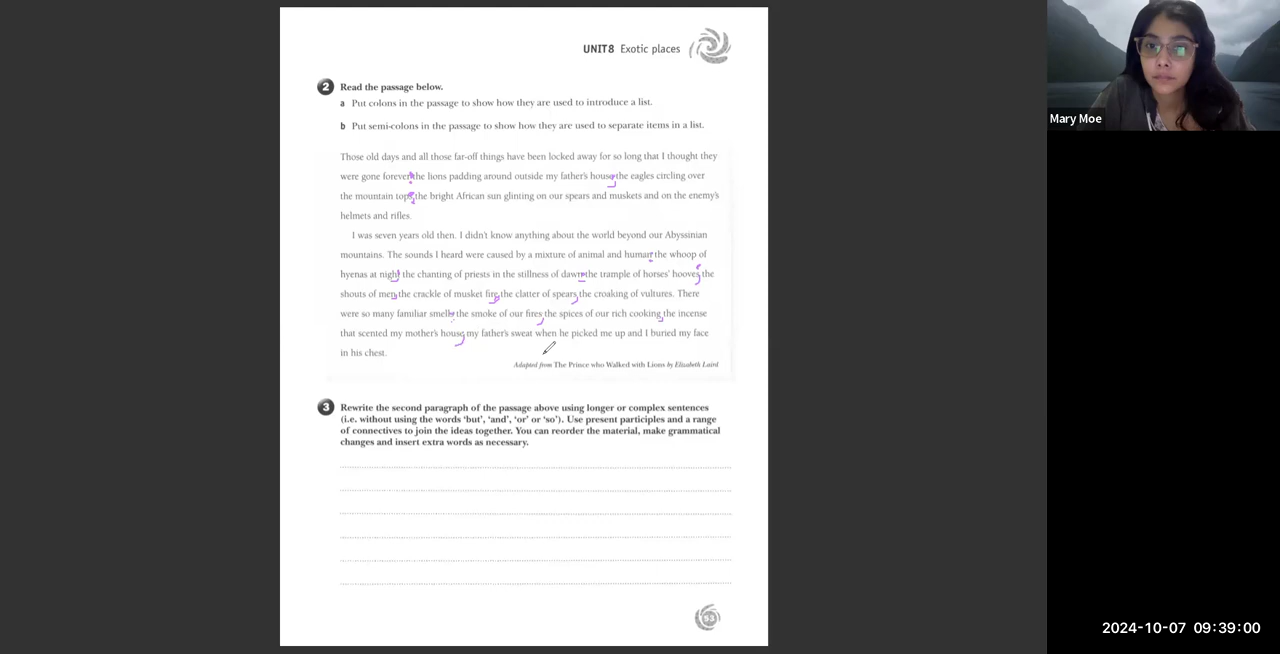 UNIT 8 Exotic places
2 Read the passage below.
a Put colons in the passage to show how they are used to introduce a list.
b Put semi-colons in the passage to show how they are used to separate items in a list.
Those old days and all those far-off things have been locked away for so long that I thought they
were gone forever: the lions padding around outside my father's house; the eagles circling over
the mountain tops; the bright African sun glinting on our spears and muskets and on the enemy's
helmets and rifles.
I was seven years old then. I didn't know anything about the world beyond our Abyssinian
mountains. The sounds I heard were caused by a mixture of animal and human: the whoop of
hyenas at night; the chanting of priests in the stillness of dawn; the trample of horses' hooves; the
shouts of men; the crackle of musket fire; the clatter of spears; the croaking of vultures. There
were so many familiar smells: the smoke of our fires; the spices of our rich cooking; the incense
that scented my mother's house; my father's sweat when he picked me up and I buried my face
in his chest.
Adapted from The Prince who Walked with Lions by Elizabeth Laird
3 Rewrite the second paragraph of the passage above using longer or complex sentences
(i.e. without using the words 'but', 'and', 'or' or 'so'). Use present participles and a range
of connectives to join the ideas together. You can reorder the material, make grammatical
changes and insert extra words as necessary.
53
Mary Moe
2024-10-07 09:39:00